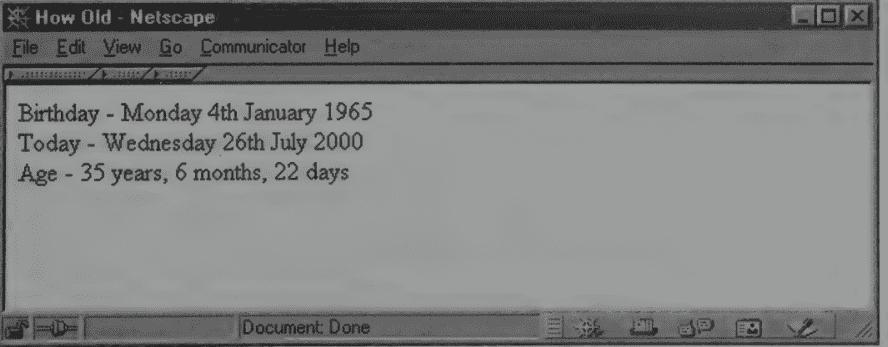 How Old - Netscape
File Edit View Go Communicator Help
Birthday - Monday 4th January 1965
Today - Wednesday 26th July 2000
Age - 35 years, 6 months, 22 days
Document: Done